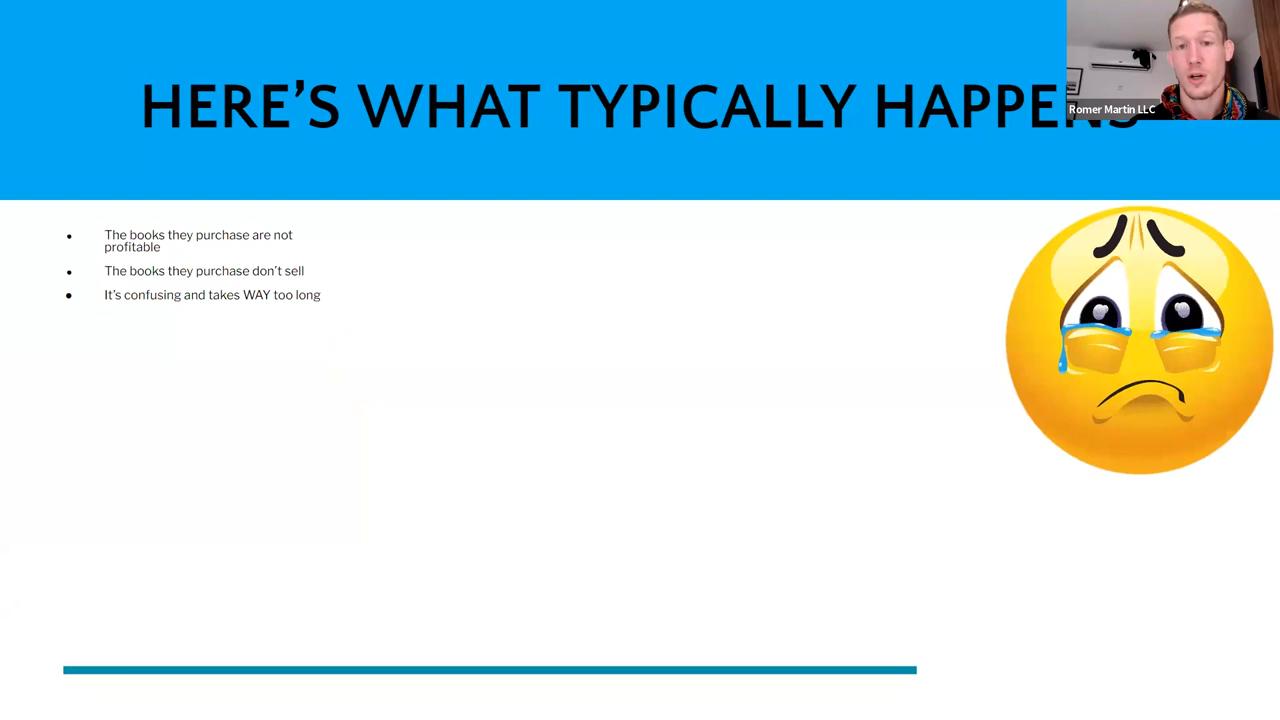 HERE’S WHAT TYPICALLY HAPPENS
Romer Martin LLC
• The books they purchase are not
profitable
• The books they purchase don’t sell
• It’s confusing and takes WAY too long